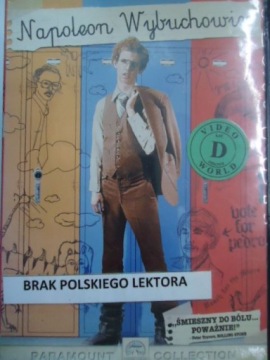 Napoleon Wybuchowiec
VIDEO
D
WORLD
vote
for
pedro
BRAK POLSKIEGO LEKTORA
„ŚMIESZNY DO BÓLU...
POWAŻNIE!”
PARAMOUNT COLLECTION